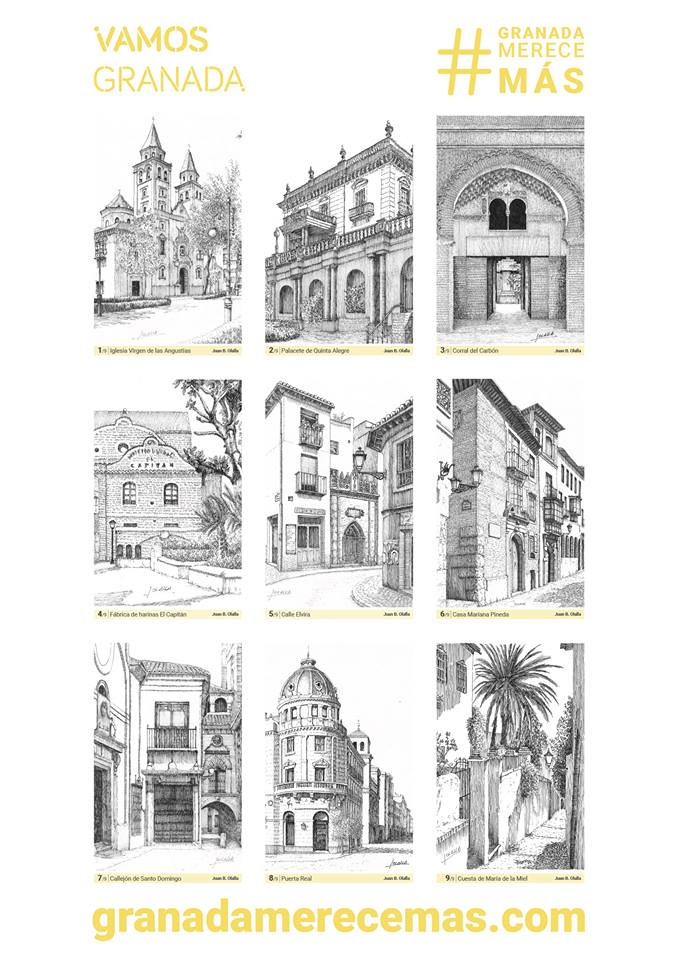 ¡VAMOS
GRANADA
#GRANADA
MERECE
MÁS
1/9 Iglesia Virgen de las Angustias Juan B. Olalla
2/9 Palacete de Quinta Alegre Juan B. Olalla
3/9 Corral del Carbón Juan B. Olalla
EL
CAPITAN
4/9 Fábrica de harinas El Capitán Juan B. Olalla
5/9 Calle Elvira Juan B. Olalla
6/9 Casa Mariana Pineda Juan B. Olalla
7/9 Callejón de Santo Domingo Juan B. Olalla
8/9 Puerta Real Juan B. Olalla
9/9 Cuesta de María de la Miel Juan B. Olalla
granadamerecemas.com